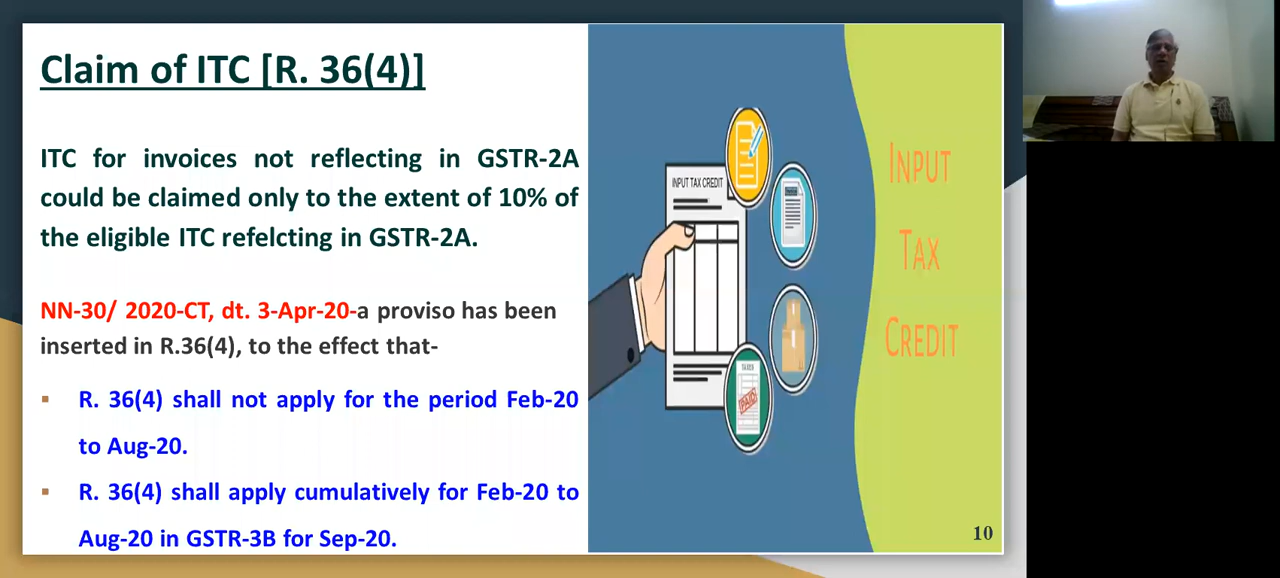 Claim of ITC [R. 36(4)]
ITC for invoices not reflecting in GSTR-2A
could be claimed only to the extent of 10% of
the eligible ITC refelcting in GSTR-2A.
NN-30/ 2020-CT, dt. 3-Apr-20-a proviso has been
inserted in R.36(4), to the effect that-
▪ R. 36(4) shall not apply for the period Feb-20
to Aug-20.
▪ R. 36(4) shall apply cumulatively for Feb-20 to
Aug-20 in GSTR-3B for Sep-20.
INPUT TAX CREDIT
TAXES
PAID
INPUT
TAX
CREDIT
10